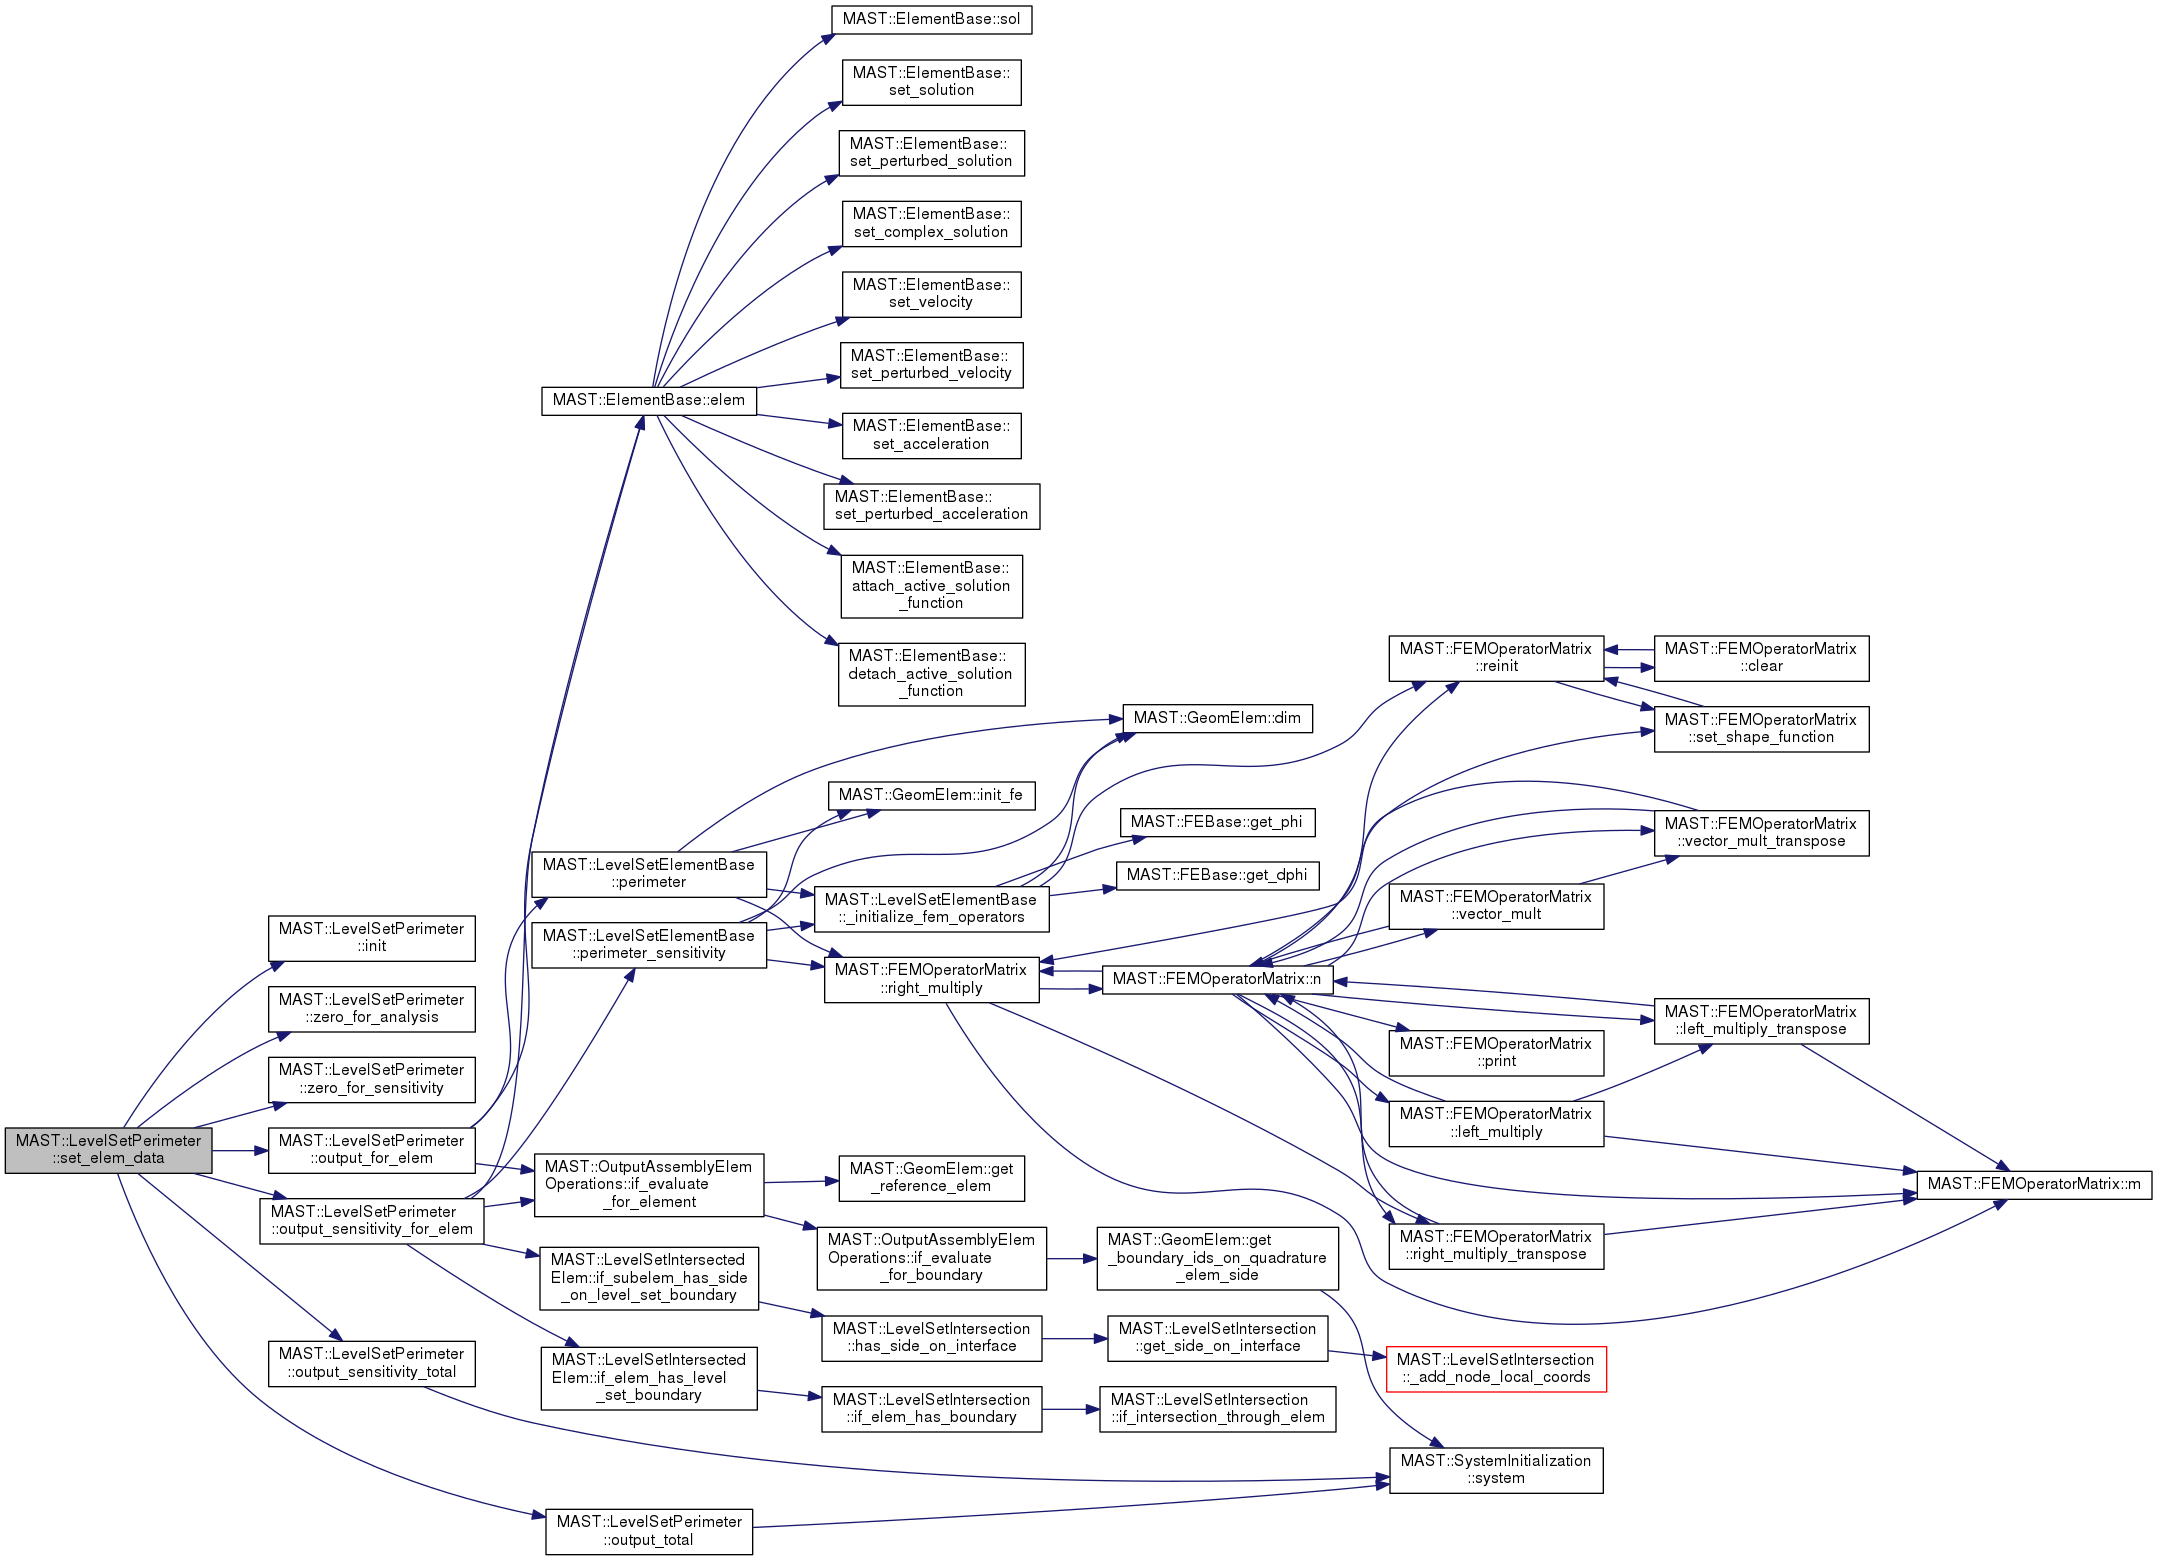 MAST::ElementBase::sol
MAST::ElementBase::
set_solution
MAST::ElementBase::
set_perturbed_solution
MAST::ElementBase::
set_complex_solution
MAST::ElementBase::
set_velocity
MAST::ElementBase::
set_perturbed_velocity
MAST::ElementBase::elem
MAST::ElementBase::
set_acceleration
MAST::ElementBase::
set_perturbed_acceleration
MAST::ElementBase::
attach_active_solution
_function
MAST::ElementBase::
detach_active_solution
_function
MAST::FEMOperatorMatrix
::reinit
MAST::FEMOperatorMatrix
::clear
MAST::GeomElem::dim
MAST::FEMOperatorMatrix
::set_shape_function
MAST::GeomElem::init_fe
MAST::FEBase::get_phi
MAST::FEMOperatorMatrix
::vector_mult_transpose
MAST::LevelSetElementBase
::perimeter
MAST::FEBase::get_dphi
MAST::LevelSetElementBase
::_initialize_fem_operators
MAST::FEMOperatorMatrix
::vector_mult
MAST::LevelSetPerimeter
::init
MAST::LevelSetElementBase
::perimeter_sensitivity
MAST::FEMOperatorMatrix
::right_multiply
MAST::FEMOperatorMatrix::n
MAST::LevelSetPerimeter
::zero_for_analysis
MAST::FEMOperatorMatrix
::left_multiply_transpose
MAST::FEMOperatorMatrix
::print
MAST::LevelSetPerimeter
::zero_for_sensitivity
MAST::FEMOperatorMatrix
::left_multiply
MAST::LevelSetPerimeter
::set_elem_data
MAST::LevelSetPerimeter
::output_for_elem
MAST::OutputAssemblyElem
Operations::if_evaluate
_for_element
MAST::GeomElem::get
_reference_elem
MAST::FEMOperatorMatrix::m
MAST::LevelSetPerimeter
::output_sensitivity_for_elem
MAST::OutputAssemblyElem
Operations::if_evaluate
_for_boundary
MAST::GeomElem::get
_boundary_ids_on_quadrature
_elem_side
MAST::FEMOperatorMatrix
::right_multiply_transpose
MAST::LevelSetIntersected
Elem::if_subelem_has_side
_on_level_set_boundary
MAST::LevelSetIntersection
::has_side_on_interface
MAST::LevelSetIntersection
::get_side_on_interface
MAST::LevelSetIntersection
::_add_node_local_coords
MAST::LevelSetPerimeter
::output_sensitivity_total
MAST::LevelSetIntersected
Elem::if_elem_has_level
_set_boundary
MAST::LevelSetIntersection
::if_elem_has_boundary
MAST::LevelSetIntersection
::if_intersection_through_elem
MAST::SystemInitialization
::system
MAST::LevelSetPerimeter
::output_total